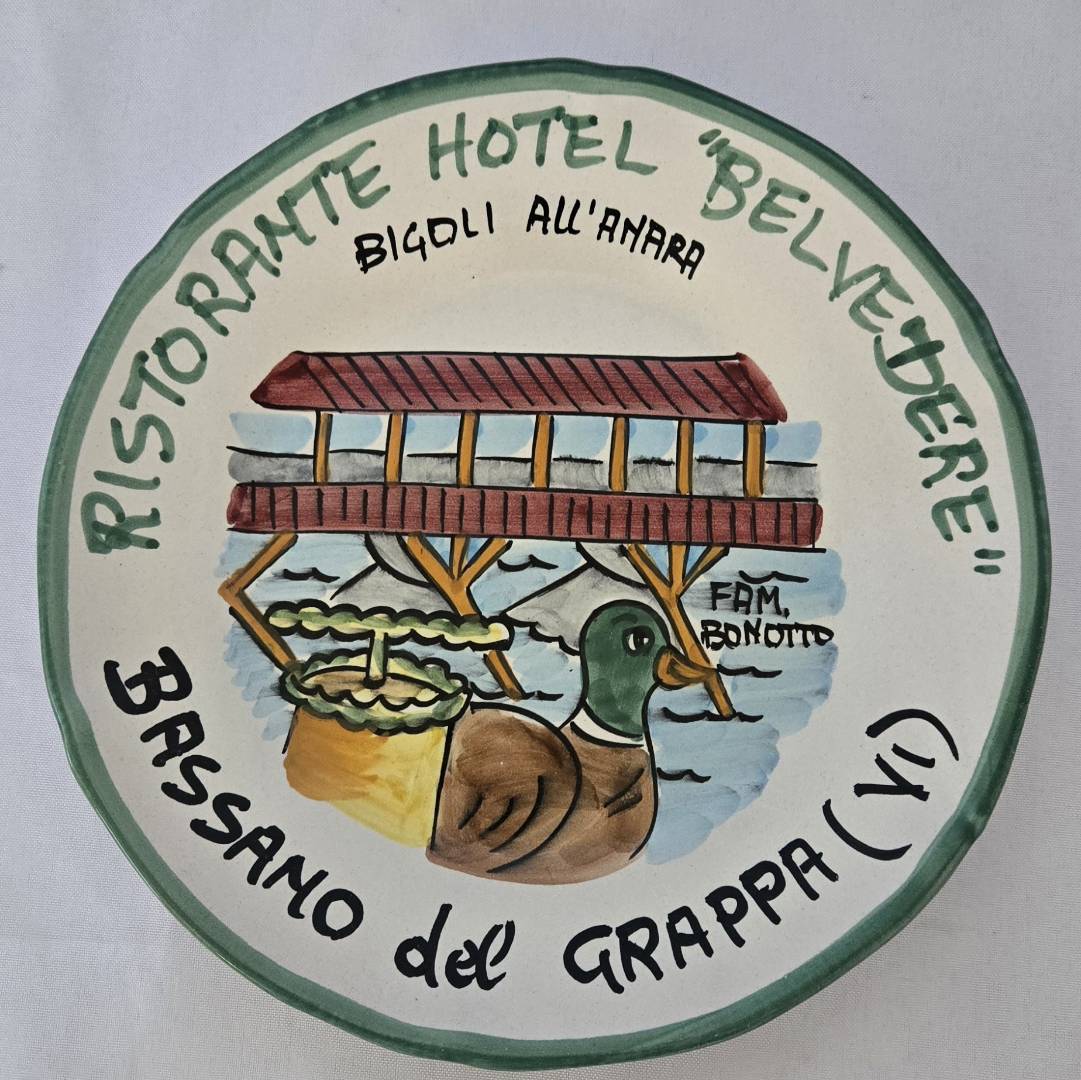 RISTORANTE HOTEL "BELVEDERE"
BIGOLI ALL'ANARA
FAM.
BONOTTO
BASSANO del GRAPPA (VI)